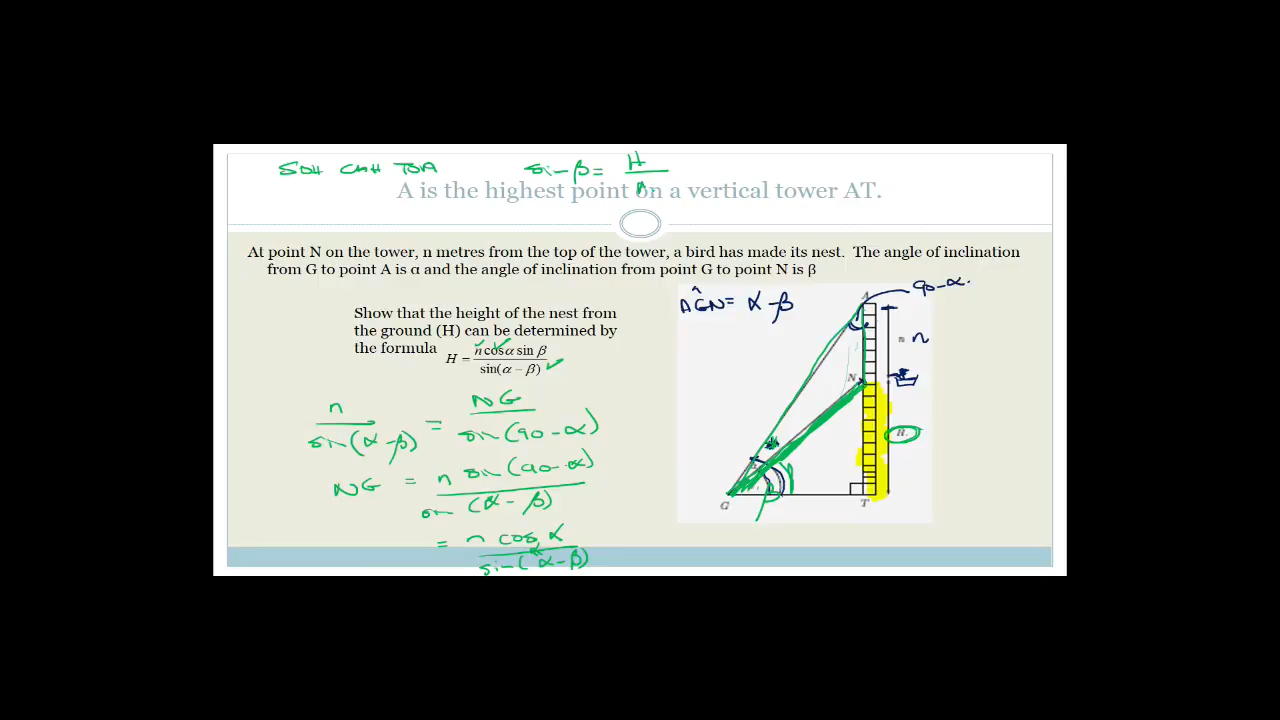 SOH CAH TOA
sin β = H
n
A is the highest point on a vertical tower AT.
At point N on the tower, n metres from the top of the tower, a bird has made its nest. The angle of inclination
from G to point A is α and the angle of inclination from point G to point N is β
Show that the height of the nest from
the ground (H) can be determined by
the formula H = n cos α sin β / sin(α − β)
n / sin(α − β) = NG / sin(90 − α)
NG = n sin(90 − α) / sin(α − β)
= n cos α / sin(α − β)
AĜN = α − β
90 − α.
A
n n
N
H.
β
G T